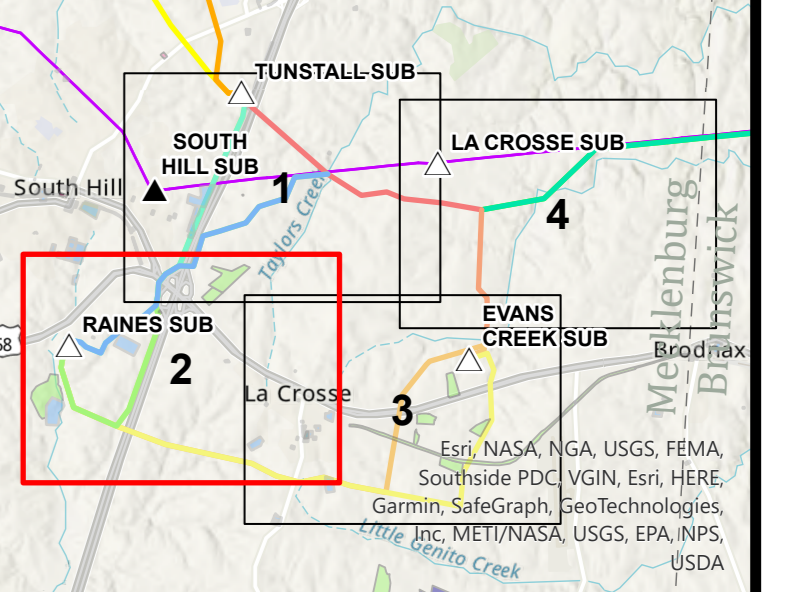 TUNSTALL SUB
SOUTH
HILL SUB
LA CROSSE SUB
South Hill
1
4
Taylors Creek
Mecklenburg
Brunswick
RAINES SUB
EVANS
CREEK SUB
58
2
Brodnax
La Crosse
3
Esri, NASA, NGA, USGS, FEMA,
Southside PDC, VGIN, Esri, HERE,
Garmin, SafeGraph, GeoTechnologies,
Inc, METI/NASA, USGS, EPA, NPS,
USDA
Little Genito Creek